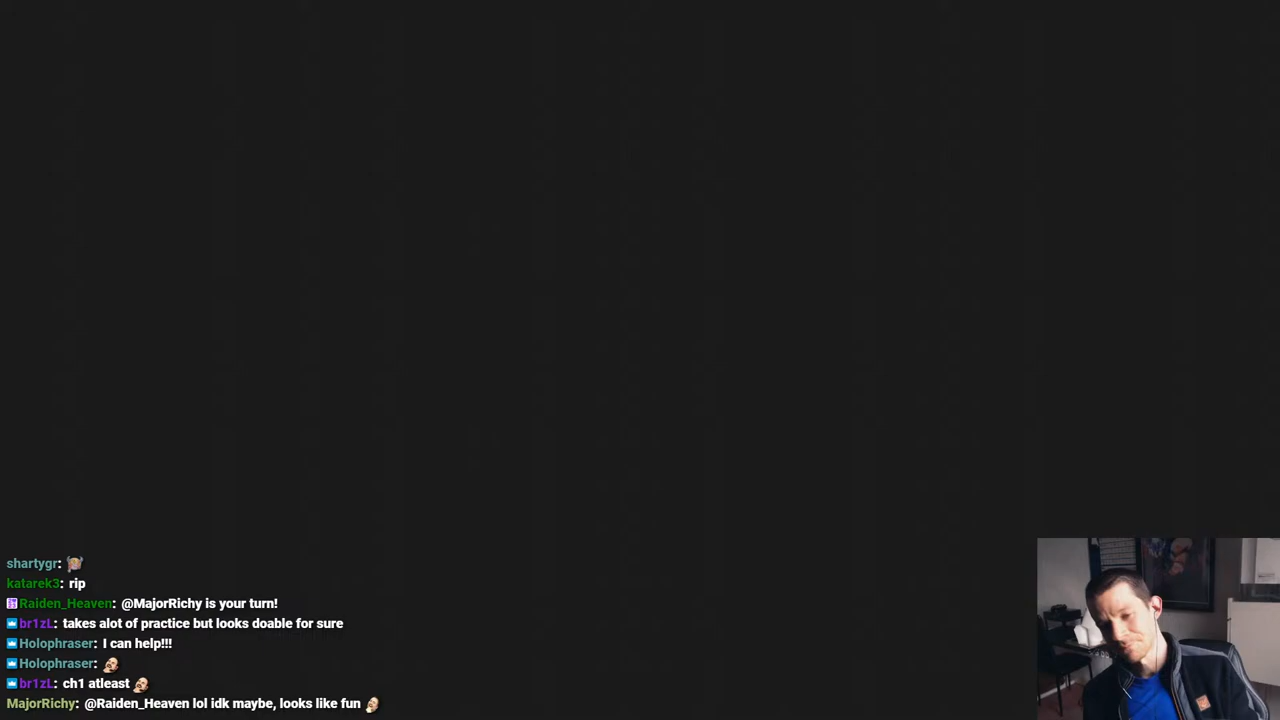 shartygr:
katarek3: rip
Raiden_Heaven: @MajorRichy is your turn!
br1zL: takes alot of practice but looks doable for sure
Holophraser: I can help!!!
Holophraser:
br1zL: ch1 atleast
MajorRichy: @Raiden_Heaven lol idk maybe, looks like fun